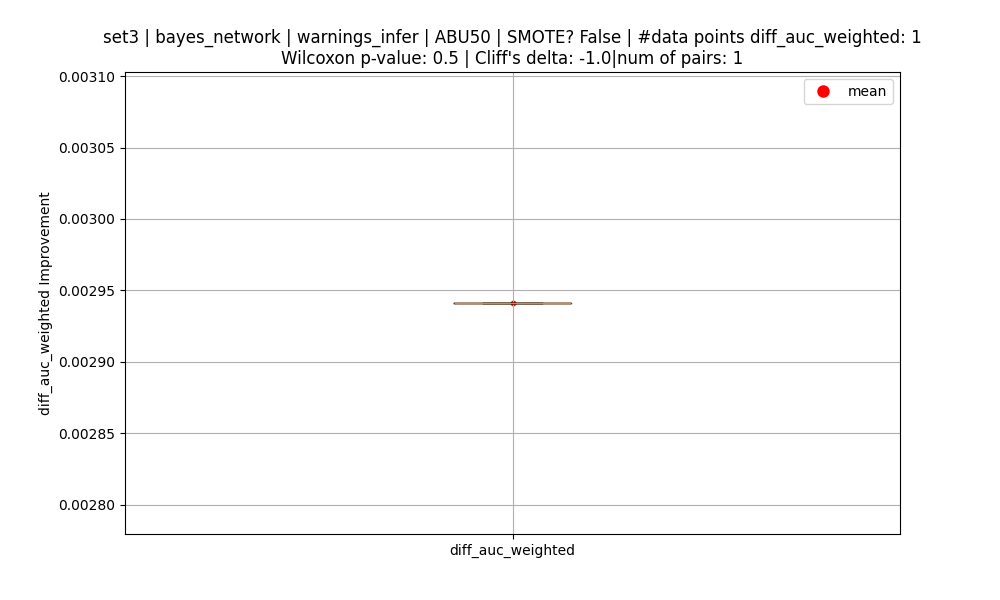 set3 | bayes_network | warnings_infer | ABU50 | SMOTE? False | #data points diff_auc_weighted: 1
Wilcoxon p-value: 0.5 | Cliff's delta: -1.0|num of pairs: 1
mean
diff_auc_weighted Improvement
0.00310
0.00305
0.00300
0.00295
0.00290
0.00285
0.00280
diff_auc_weighted